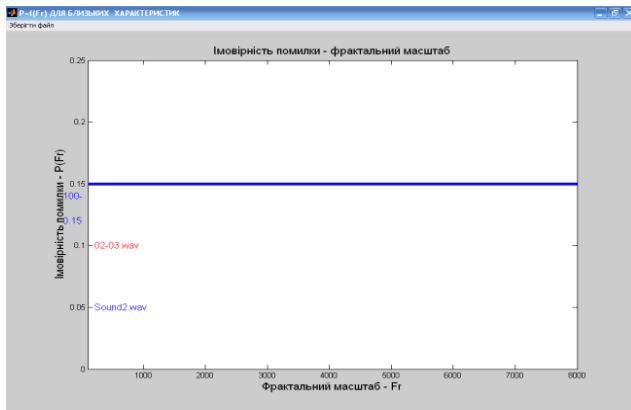 P=f(Fr) ДЛЯ БЛИЗЬКИХ ХАРАКТЕРИСТИК
Зберігти файл
Імовірність помилки - фрактальний масштаб
Імовірність помилки - P(Fr)
0.25
0.2
0.15
100-
0.15
0.1
02-03.wav
0.05
Sound2.wav
0
1000 2000 3000 4000 5000 6000 7000 8000
Фрактальний масштаб - Fr